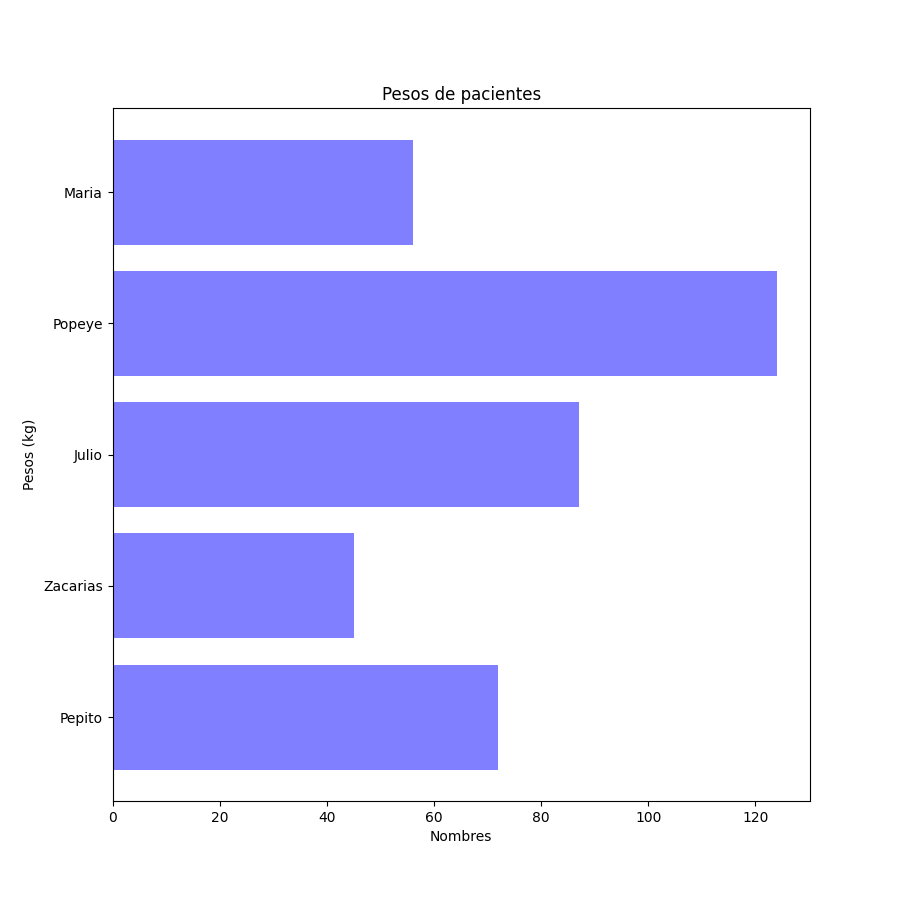 Pesos de pacientes
Maria
Popeye
Julio
Zacarias
Pepito
Pesos (kg)
0 20 40 60 80 100 120
Nombres